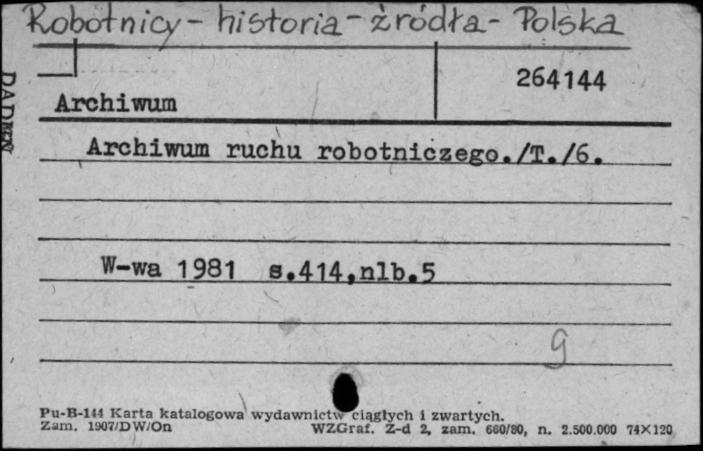 Robotnicy - historia - źródła - Polska
264144
Archiwum
Archiwum ruchu robotniczego./T./6.
W-wa 1981 s.414,nlb.5
g
Pu-B-144 Karta katalogowa wydawnictw ciągłych i zwartych.
Zam. 1907/DW/On WZGraf. Z-d 2, zam. 660/80, n. 2.500.000 74X120